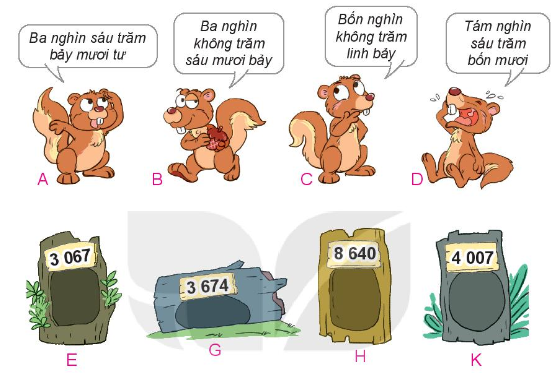 Ba nghìn sáu trăm
bảy mươi tư
Ba nghìn
không trăm
sáu mươi bảy
Bốn nghìn
không trăm
linh bảy
Tám nghìn
sáu trăm
bốn mươi
A
B
C
D
3 067
3 674
8 640
4 007
E
G
H
K